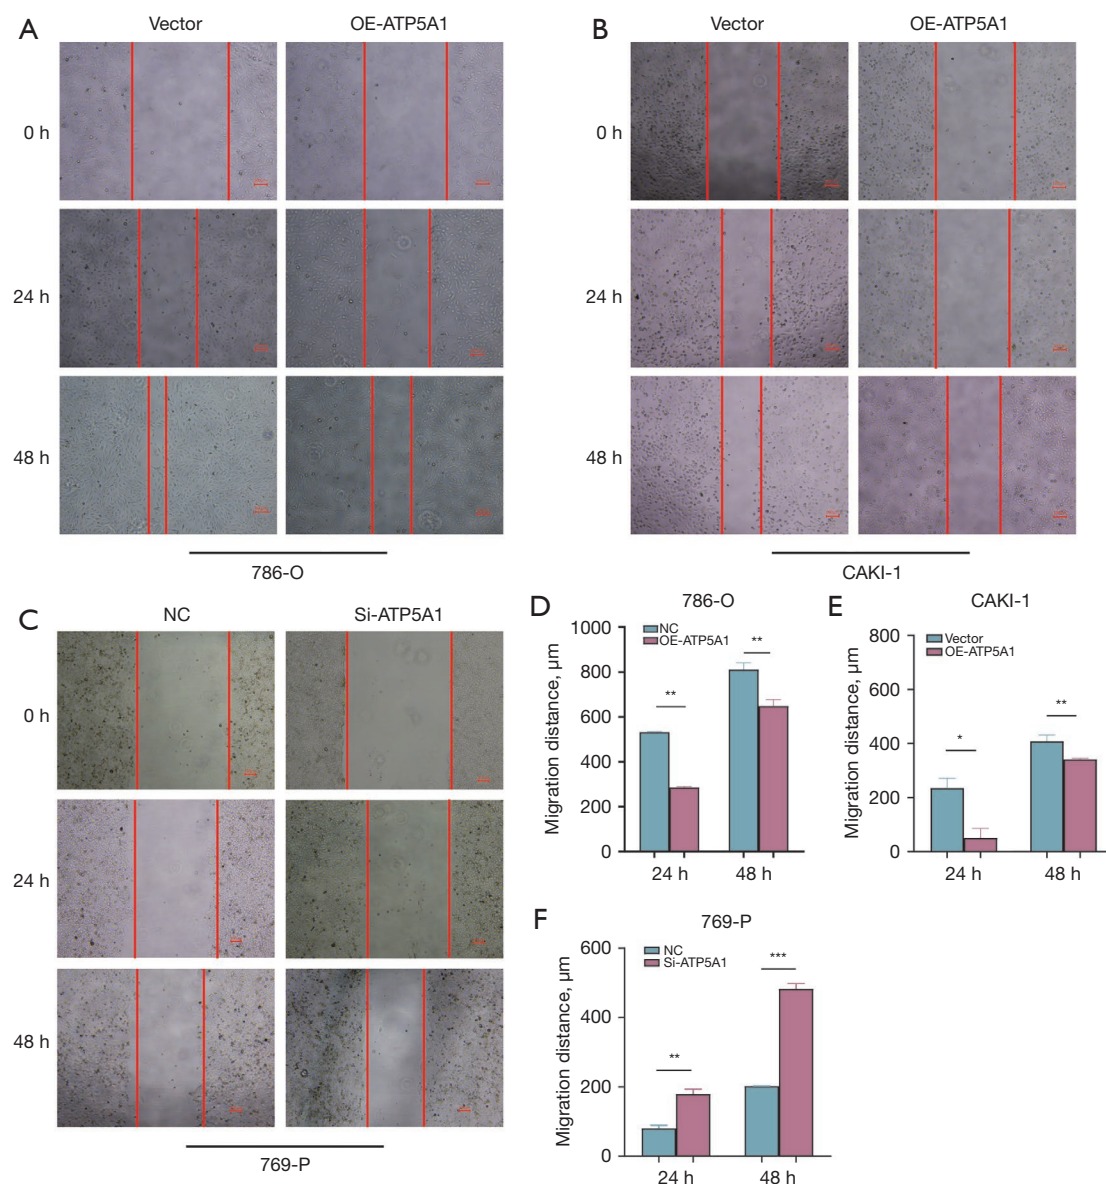 A
Vector
OE-ATP5A1
0 h
24 h
48 h
786-O
B
Vector
OE-ATP5A1
0 h
24 h
48 h
CAKI-1
C
NC
Si-ATP5A1
0 h
24 h
48 h
769-P
D
786-O
NC
OE-ATP5A1
Migration distance, μm
1000
800
600
400
200
0
**
**
24 h
48 h
E
CAKI-1
Vector
OE-ATP5A1
Migration distance, μm
800
600
400
200
0
*
**
24 h
48 h
F
769-P
NC
Si-ATP5A1
Migration distance, μm
600
400
200
0
**
***
24 h
48 h